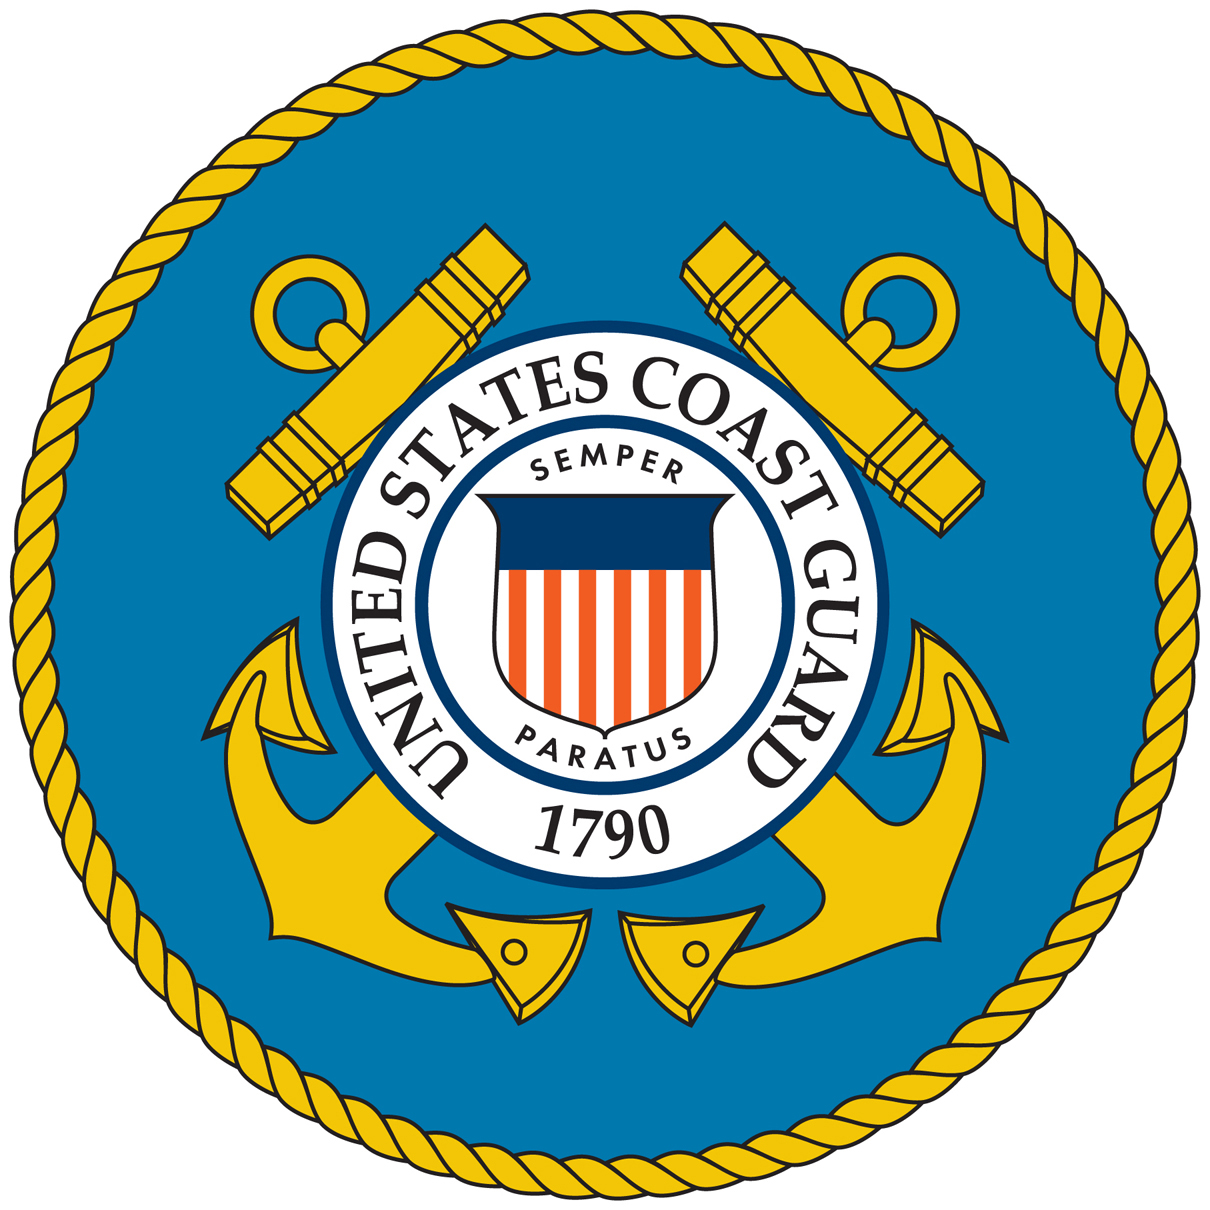 UNITED STATES COAST GUARD
SEMPER
PARATUS
1790